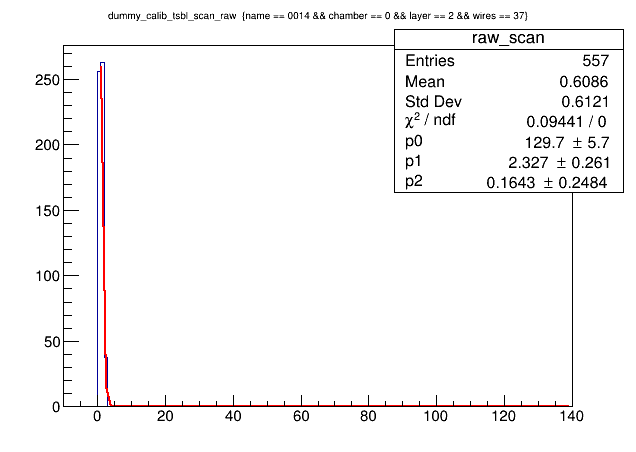 dummy_calib_tsbl_scan_raw {name == 0014 && chamber == 0 && layer == 2 && wires == 37}
raw_scan
Entries 557
Mean 0.6086
Std Dev 0.6121
χ² / ndf 0.09441 / 0
p0 129.7 ± 5.7
p1 2.327 ± 0.261
p2 0.1643 ± 0.2484
250
200
150
100
50
0
0 20 40 60 80 100 120 140